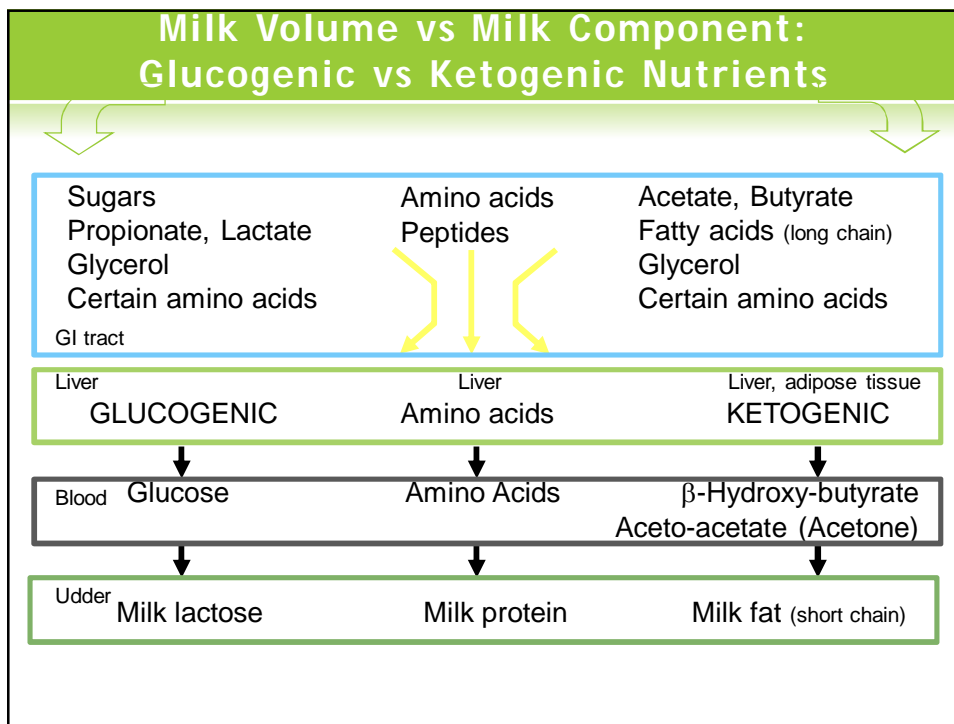 Milk Volume vs Milk Component:
Glucogenic vs Ketogenic Nutrients
Sugars
Propionate, Lactate
Glycerol
Certain amino acids
GI tract
Amino acids
Peptides
Acetate, Butyrate
Fatty acids (long chain)
Glycerol
Certain amino acids
Liver
GLUCOGENIC
Liver
Amino acids
Liver, adipose tissue
KETOGENIC
Blood
Glucose
Amino Acids
β-Hydroxy-butyrate
Aceto-acetate (Acetone)
Udder
Milk lactose
Milk protein
Milk fat (short chain)